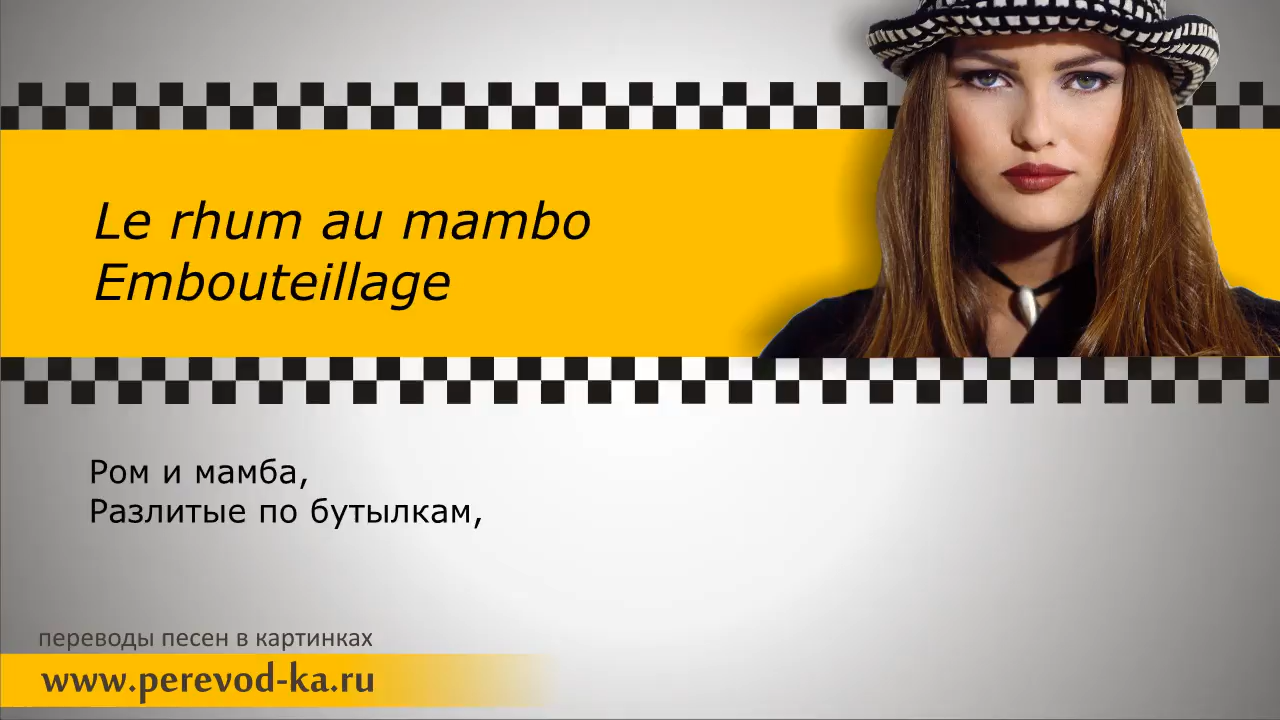 Le rhum au mambo
Embouteillage
Ром и мамба,
Разлитые по бутылкам,
переводы песен в картинках
www.perevod-ka.ru